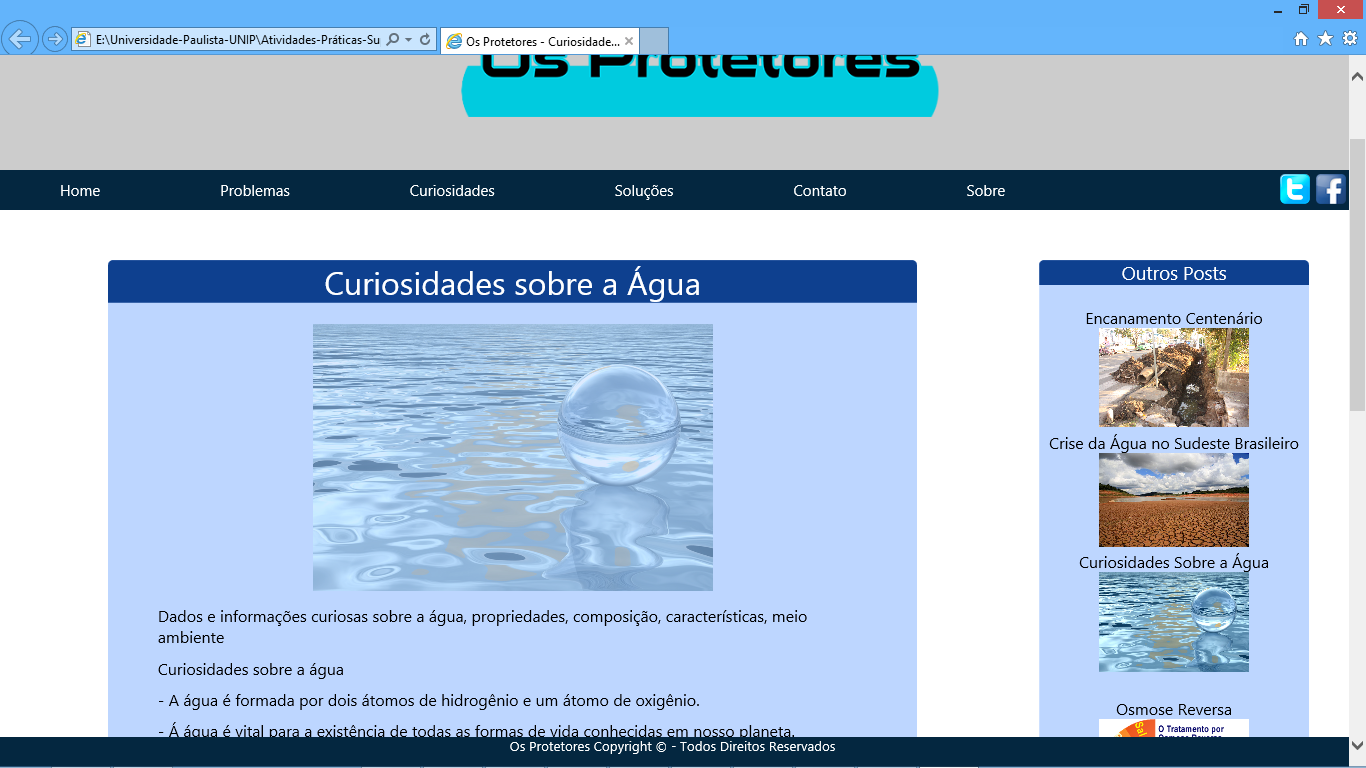 E:\Universidade-Paulista-UNIP\Atividades-Práticas-Su
Os Protetores - Curiosidade...
Os Protetores
Home
Problemas
Curiosidades
Soluções
Contato
Sobre
Curiosidades sobre a Água
Dados e informações curiosas sobre a água, propriedades, composição, características, meio
ambiente
Curiosidades sobre a água
- A água é formada por dois átomos de hidrogênio e um átomo de oxigênio.
- Á água é vital para a existência de todas as formas de vida conhecidas em nosso planeta.
Outros Posts
Encanamento Centenário
Crise da Água no Sudeste Brasileiro
Curiosidades Sobre a Água
Osmose Reversa
O Tratamento por
Osmose Reversa
Os Protetores Copyright © - Todos Direitos Reservados